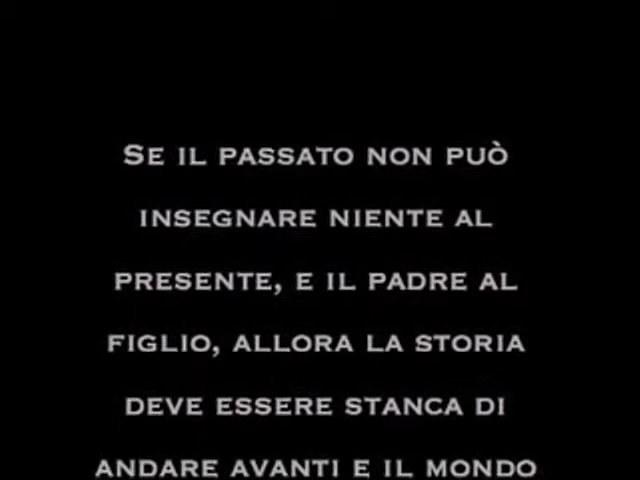 Se il passato non può
insegnare niente al
presente, e il padre al
figlio, allora la storia
deve essere stanca di
andare avanti e il mondo